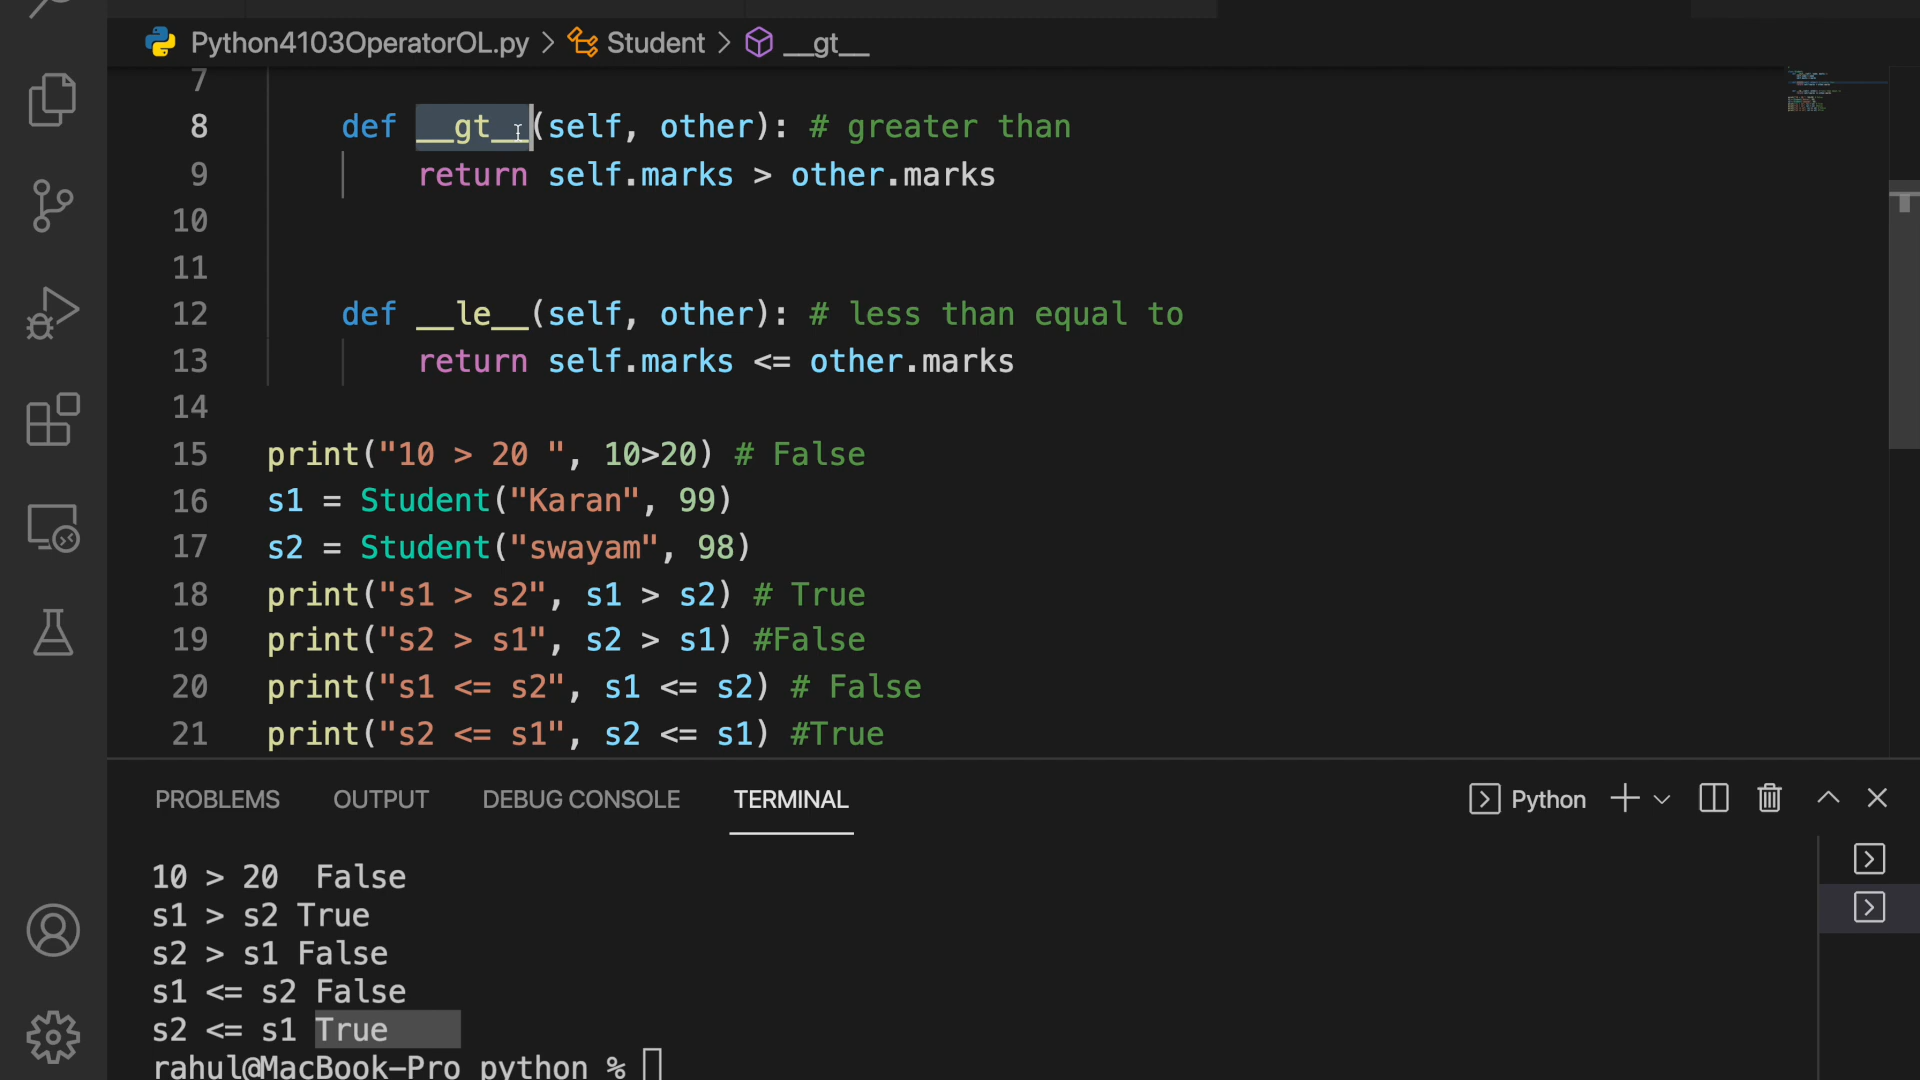 Python4103OperatorOL.py > Student > __gt__
7
8 def __gt__(self, other): # greater than
9 return self.marks > other.marks
10
11
12 def __le__(self, other): # less than equal to
13 return self.marks <= other.marks
14
15 print("10 > 20 ", 10>20) # False
16 s1 = Student("Karan", 99)
17 s2 = Student("swayam", 98)
18 print("s1 > s2", s1 > s2) # True
19 print("s2 > s1", s2 > s1) #False
20 print("s1 <= s2", s1 <= s2) # False
21 print("s2 <= s1", s2 <= s1) #True
PROBLEMS OUTPUT DEBUG CONSOLE TERMINAL Python
10 > 20  False
s1 > s2 True
s2 > s1 False
s1 <= s2 False
s2 <= s1 True
rahul@MacBook-Pro python %